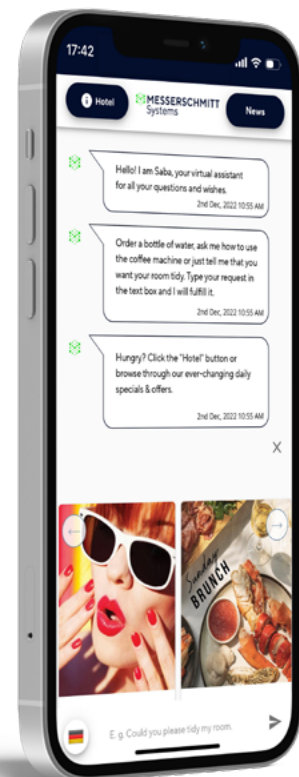 17:42
Hotel
MESSERSCHMITT
Systems
News
Hello! I am Saba, your virtual assistant
for all your questions and wishes.
2nd Dec, 2022 10:55 AM
Order a bottle of water, ask me how to use
the coffee machine or just tell me that you
want your room tidy. Type your request in
the text box and I will fulfill it.
2nd Dec, 2022 10:55 AM
Hungry? Click the "Hotel" button or
browse through our ever-changing daily
specials & offers.
2nd Dec, 2022 10:55 AM
X
Sunday
BRUNCH
E. g. Could you please tidy my room.